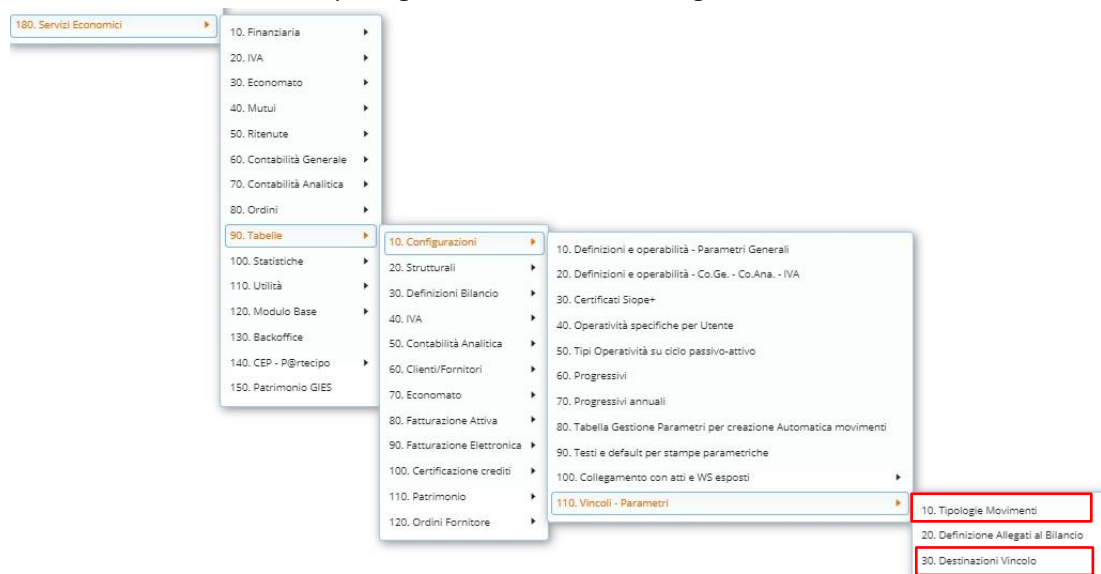 180. Servizi Economici
10. Finanziaria
20. IVA
30. Economato
40. Mutui
50. Ritenute
60. Contabilità Generale
70. Contabilità Analitica
80. Ordini
90. Tabelle
100. Statistiche
110. Utilità
120. Modulo Base
130. Backoffice
140. CEP - P@rtecipo
150. Patrimonio GIES
10. Configurazioni
20. Strutturali
30. Definizioni Bilancio
40. IVA
50. Contabilità Analitica
60. Clienti/Fornitori
70. Economato
80. Fatturazione Attiva
90. Fatturazione Elettronica
100. Certificazione crediti
110. Patrimonio
120. Ordini Fornitore
10. Definizioni e operabilità - Parametri Generali
20. Definizioni e operabilità - Co.Ge. - Co.Ana. - IVA
30. Certificati Siope+
40. Operatività specifiche per Utente
50. Tipi Operatività su ciclo passivo-attivo
60. Progressivi
70. Progressivi annuali
80. Tabella Gestione Parametri per creazione Automatica movimenti
90. Testi e default per stampe parametriche
100. Collegamento con atti e WS esposti
110. Vincoli - Parametri
10. Tipologie Movimenti
20. Definizione Allegati al Bilancio
30. Destinazioni Vincolo